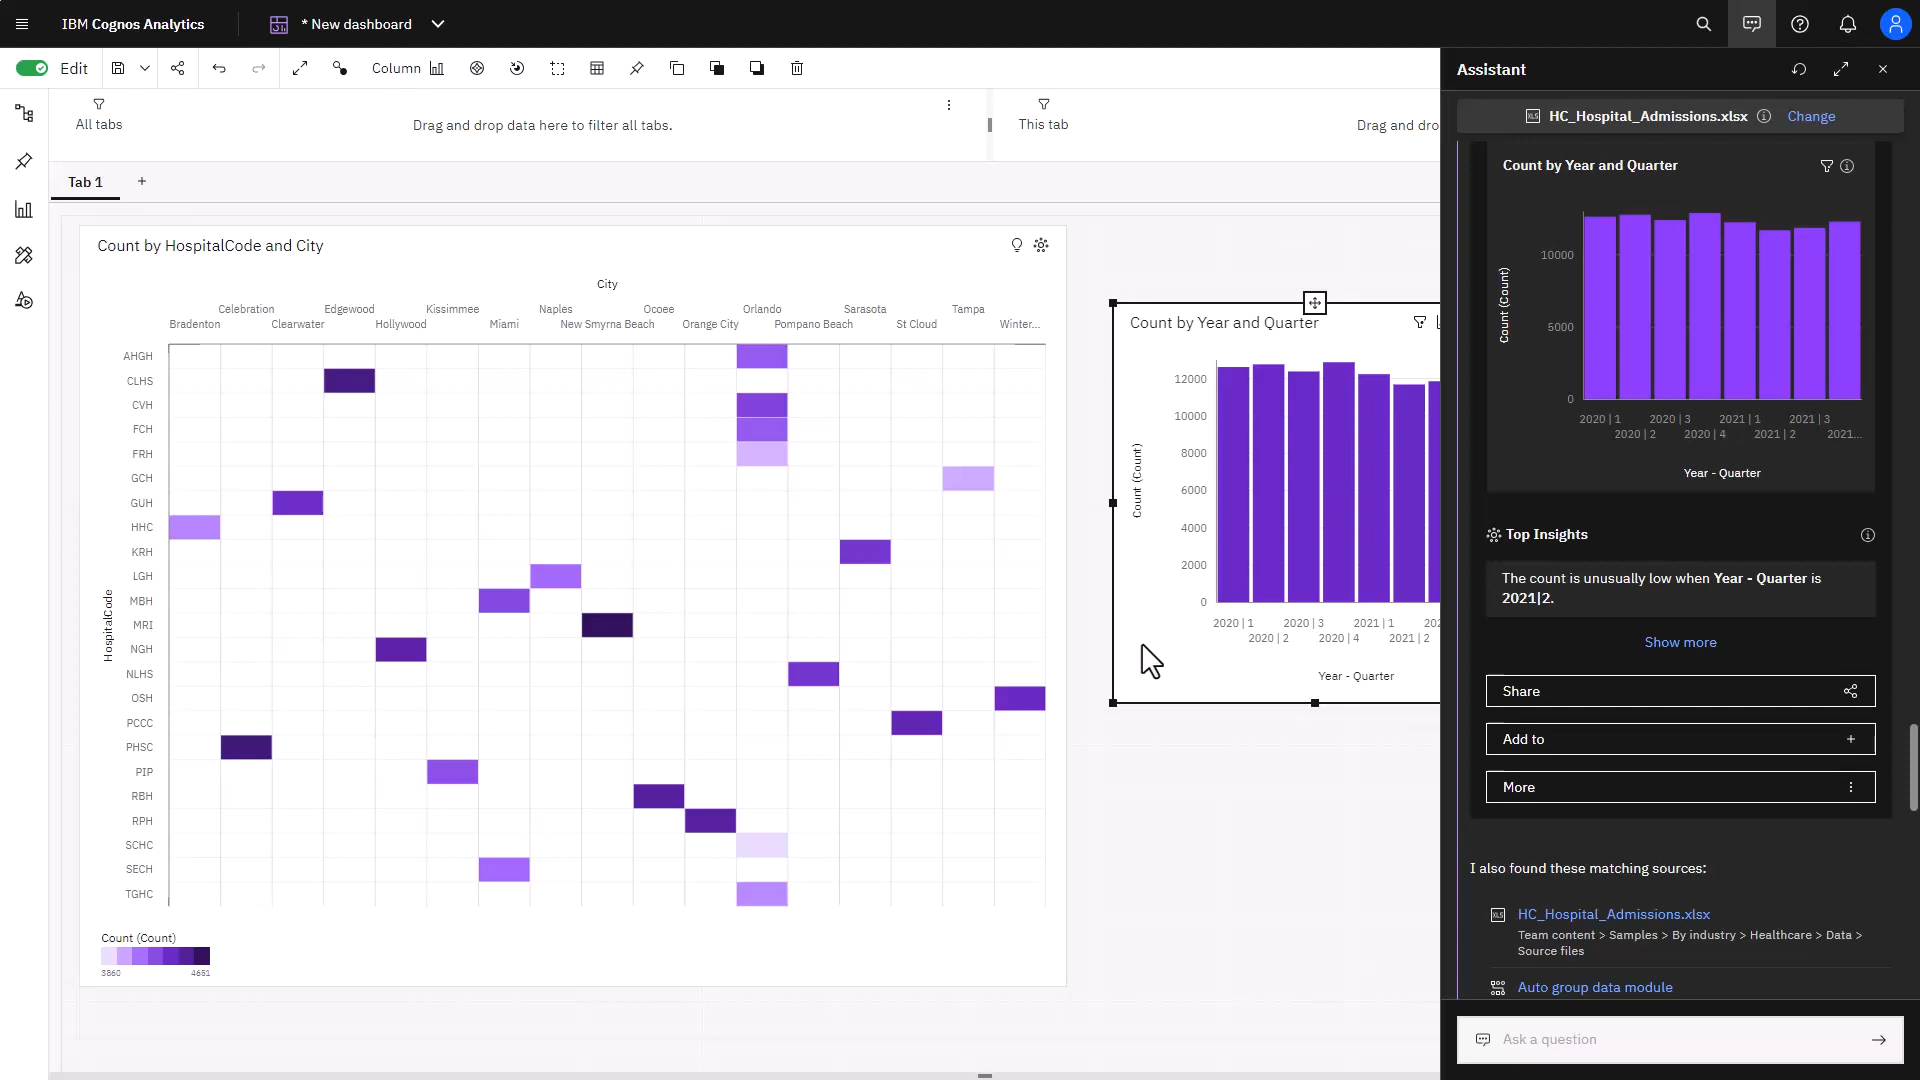 IBM Cognos Analytics
* New dashboard
Edit
Column
All tabs
Drag and drop data here to filter all tabs.
This tab
Drag and dro
Tab 1
Count by HospitalCode and City
City
Celebration Edgewood Kissimmee Naples Ocoee Orlando Sarasota Tampa
Bradenton Clearwater Hollywood Miami New Smyrna Beach Orange City Pompano Beach St Cloud Winter...
HospitalCode
AHGH
CLHS
CVH
FCH
FRH
GCH
GUH
HHC
KRH
LGH
MBH
MRI
NGH
NLHS
OSH
PCCC
PHSC
PIP
RBH
RPH
SCHC
SECH
TGHC
Count (Count)
3860 4651
Count by Year and Quarter
Count (Count)
12000
10000
8000
6000
4000
2000
0
2020 | 1 2020 | 3 2021 | 1 202
2020 | 2 2020 | 4 2021 | 2
Year - Quarter
Assistant
XLS HC_Hospital_Admissions.xlsx Change
Count by Year and Quarter
Count (Count)
10000
5000
0
2020 | 1 2020 | 3 2021 | 1 2021 | 3
2020 | 2 2020 | 4 2021 | 2 2021...
Year - Quarter
Top Insights
The count is unusually low when Year - Quarter is
2021|2.
Show more
Share
Add to
More
I also found these matching sources:
XLS HC_Hospital_Admissions.xlsx
Team content > Samples > By industry > Healthcare > Data >
Source files
Auto group data module
Ask a question